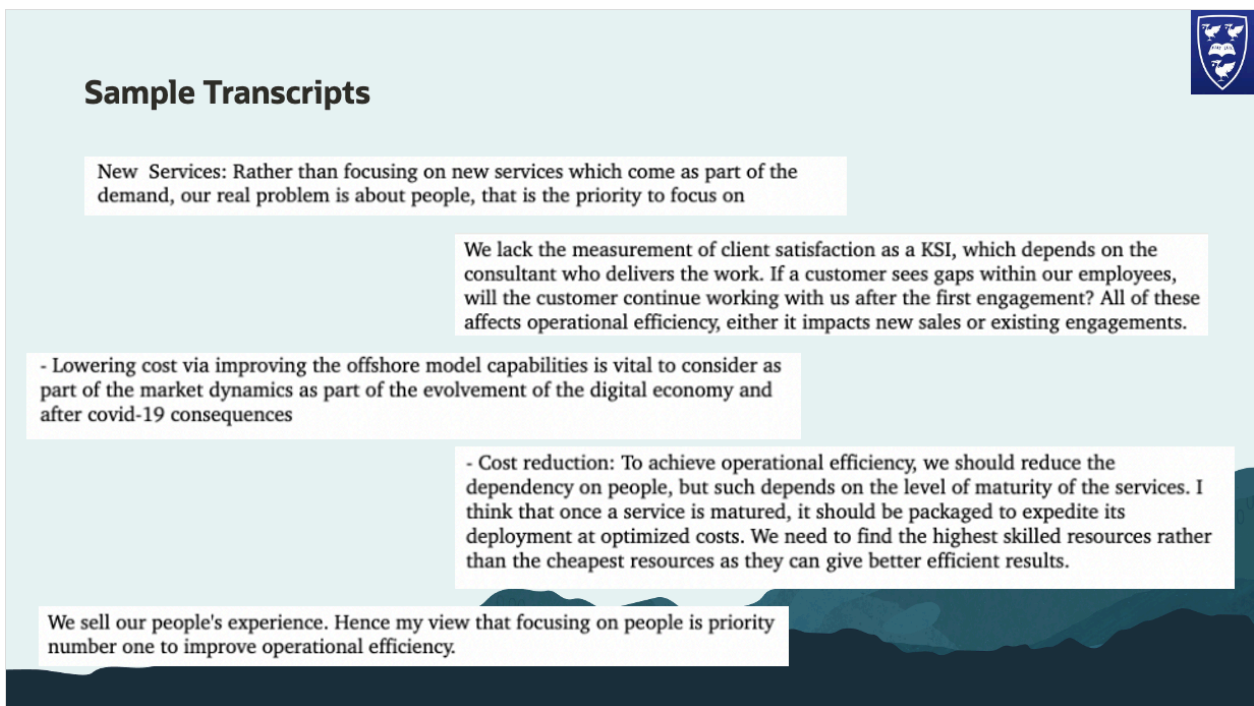 Sample Transcripts
New Services: Rather than focusing on new services which come as part of the
demand, our real problem is about people, that is the priority to focus on
We lack the measurement of client satisfaction as a KSI, which depends on the
consultant who delivers the work. If a customer sees gaps within our employees,
will the customer continue working with us after the first engagement? All of these
affects operational efficiency, either it impacts new sales or existing engagements.
- Lowering cost via improving the offshore model capabilities is vital to consider as
part of the market dynamics as part of the evolvement of the digital economy and
after covid-19 consequences
- Cost reduction: To achieve operational efficiency, we should reduce the
dependency on people, but such depends on the level of maturity of the services. I
think that once a service is matured, it should be packaged to expedite its
deployment at optimized costs. We need to find the highest skilled resources rather
than the cheapest resources as they can give better efficient results.
We sell our people's experience. Hence my view that focusing on people is priority
number one to improve operational efficiency.